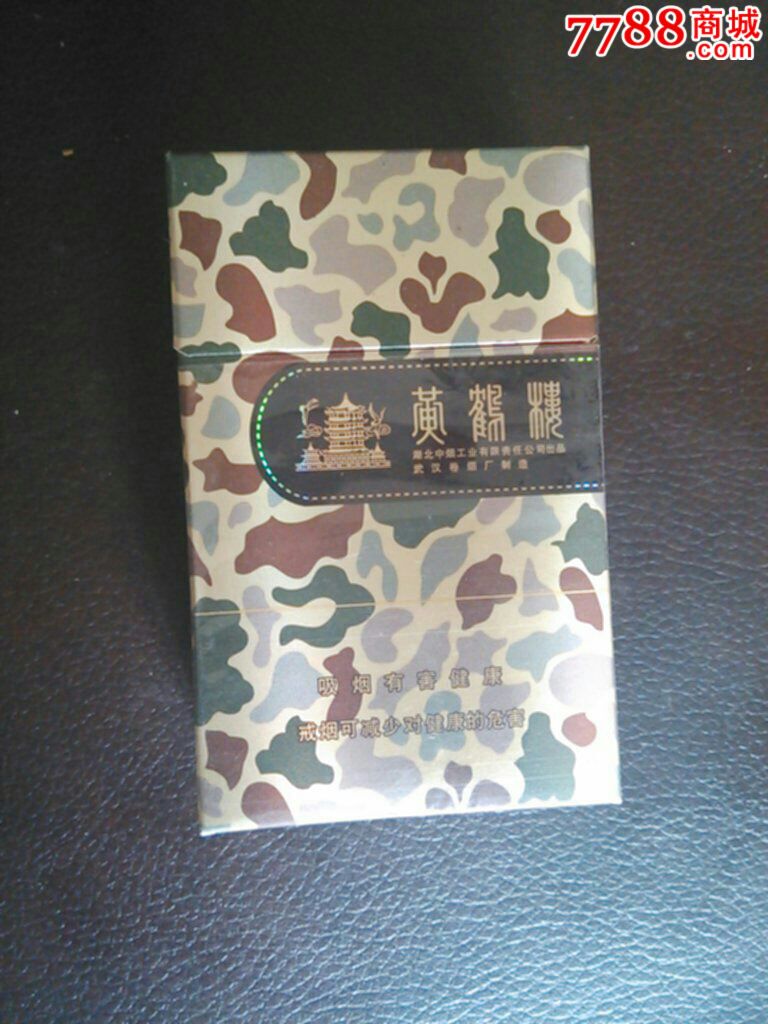 7788商城
.com
黄鹤楼
湖北中烟工业有限责任公司出品
武汉卷烟厂制造
吸烟有害健康
戒烟可减少对健康的危害